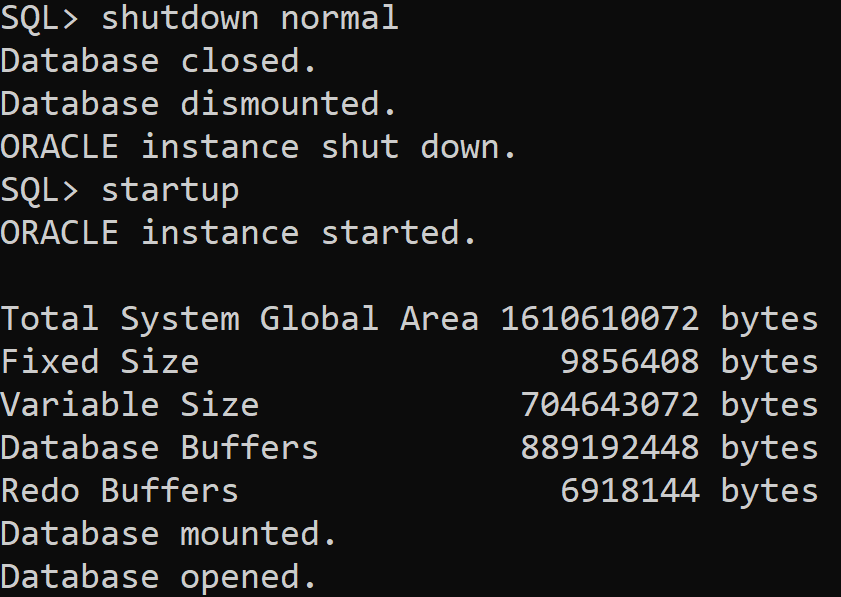 SQL> shutdown normal
Database closed.
Database dismounted.
ORACLE instance shut down.
SQL> startup
ORACLE instance started.

Total System Global Area 1610610072 bytes
Fixed Size                  9856408 bytes
Variable Size             704643072 bytes
Database Buffers          889192448 bytes
Redo Buffers                6918144 bytes
Database mounted.
Database opened.